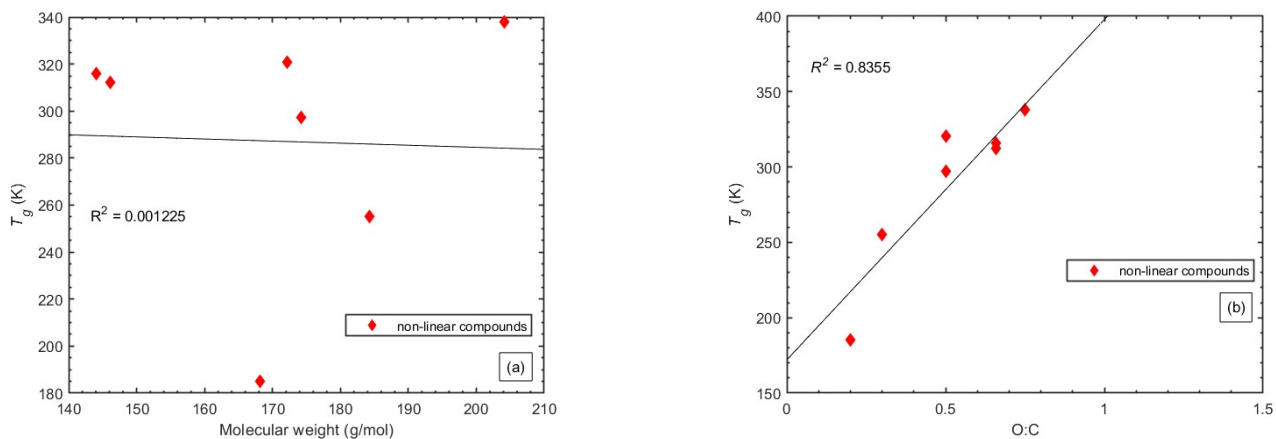 340
320
300
280
260
240
220
200
180
T_g (K)
R² = 0.001225
non-linear compounds
(a)
140 150 160 170 180 190 200 210
Molecular weight (g/mol)
400
350
300
250
200
150
T_g (K)
R² = 0.8355
non-linear compounds
(b)
0 0.5 1 1.5
O:C